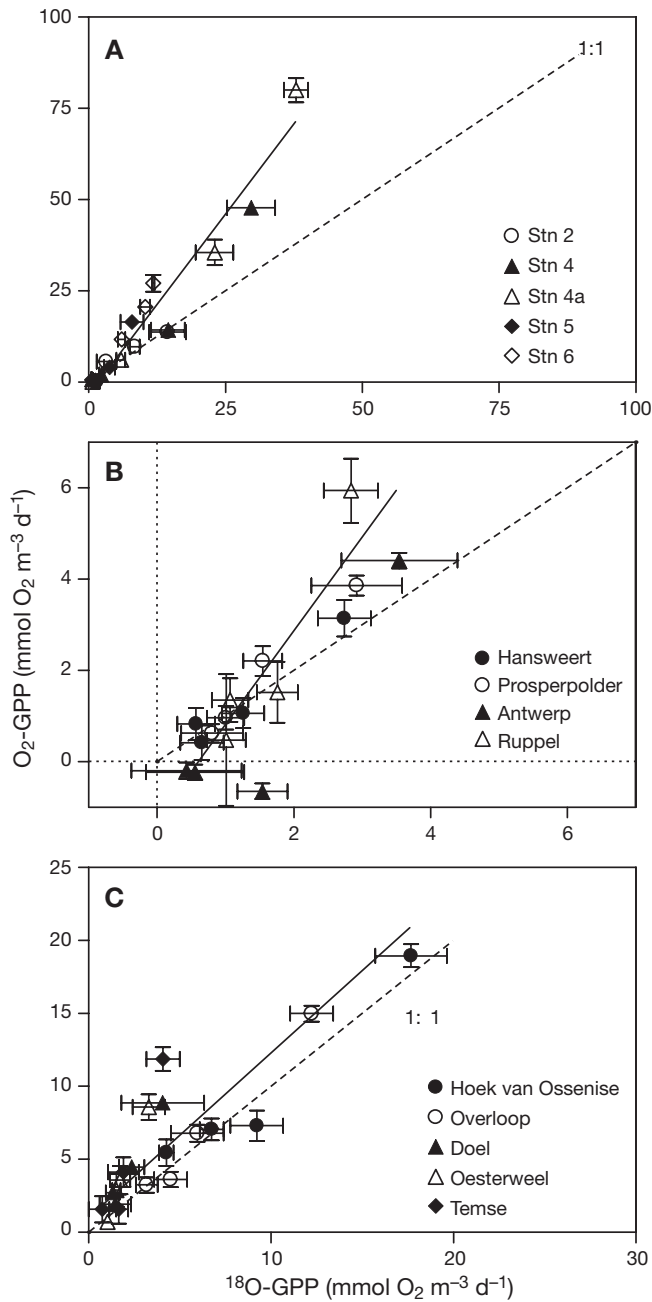 A
100
75
50
25
0
1:1
Stn 2
Stn 4
Stn 4a
Stn 5
Stn 6
0 25 50 75 100
B
6
4
2
0
O₂-GPP (mmol O₂ m⁻³ d⁻¹)
Hansweert
Prosperpolder
Antwerp
Ruppel
0 2 4 6
C
25
20
15
10
5
0
1: 1
Hoek van Ossenise
Overloop
Doel
Oesterweel
Temse
0 10 20 30
¹⁸O-GPP (mmol O₂ m⁻³ d⁻¹)